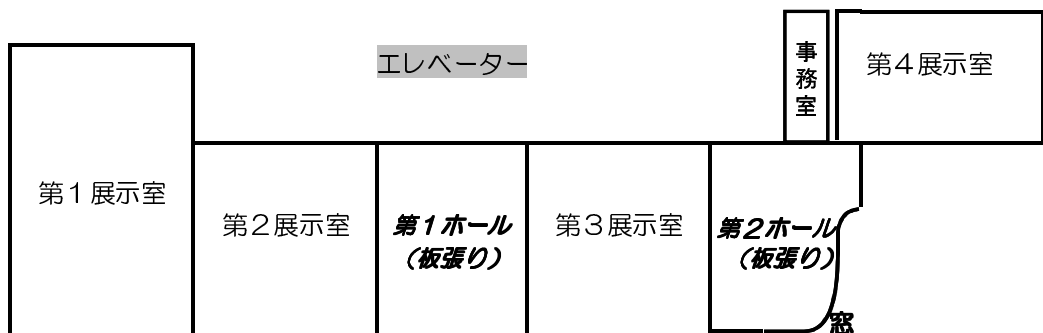 エレベーター
事務室
第４展示室
第１展示室
第２展示室
第１ホール
（板張り）
第３展示室
第２ホール
（板張り）
窓